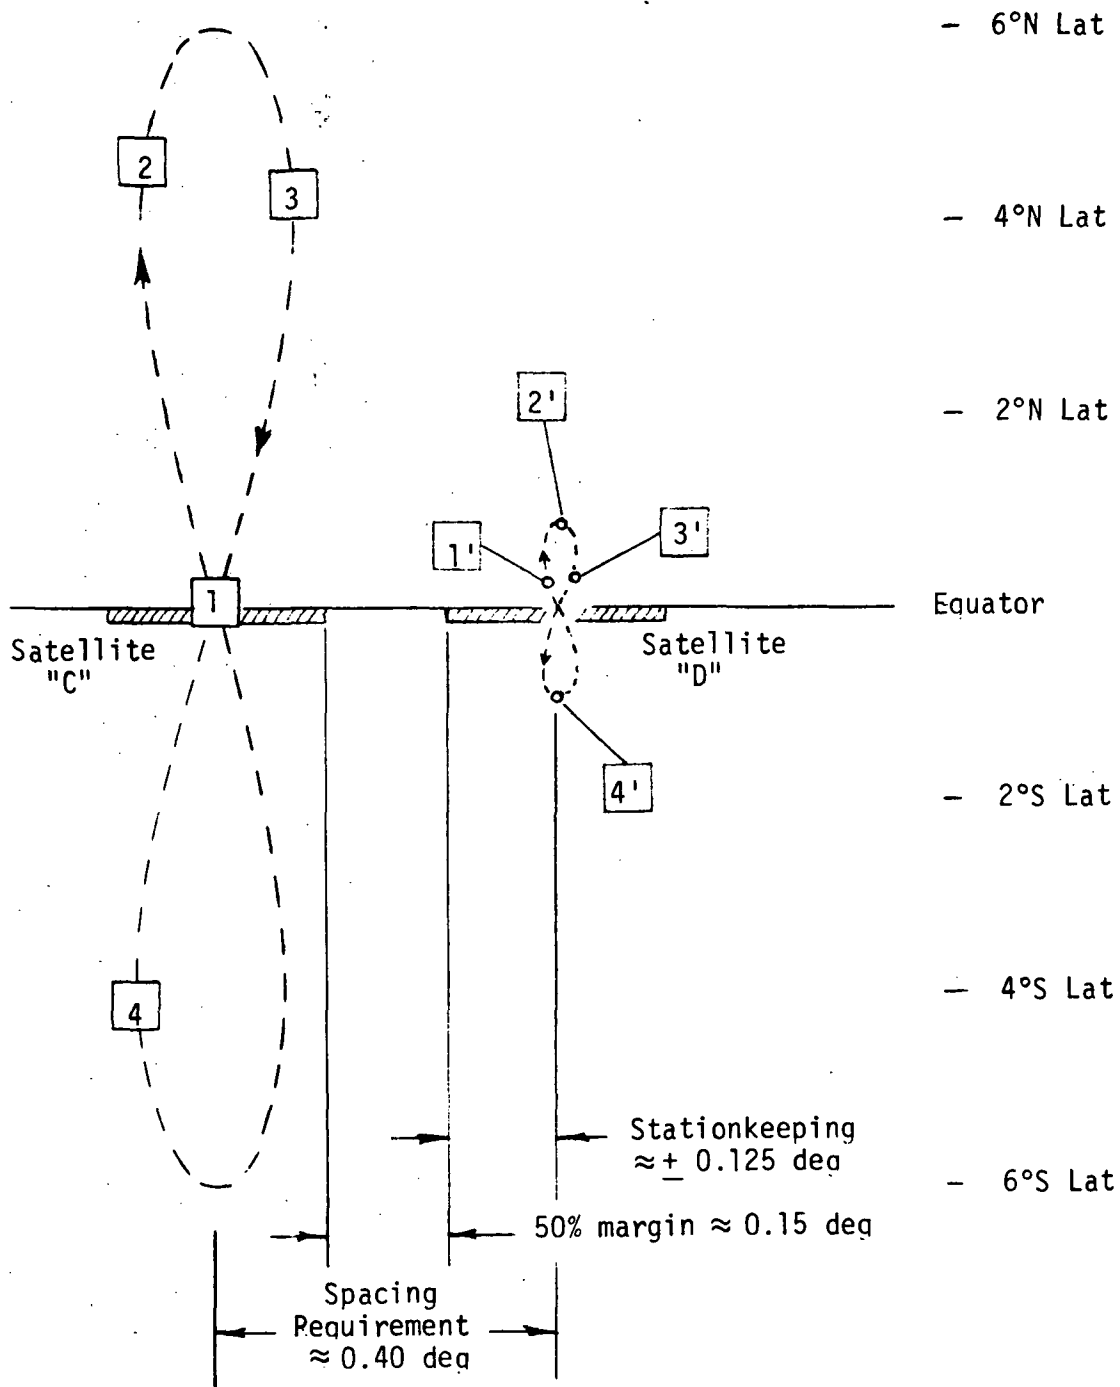 – 6°N Lat
2
3
– 4°N Lat
2'
– 2°N Lat
1'
3'
1
Equator
Satellite
"C"
Satellite
"D"
4'
– 2°S Lat
4
– 4°S Lat
Stationkeeping
≈ ± 0.125 deg
– 6°S Lat
50% margin ≈ 0.15 deg
Spacing
Requirement
≈ 0.40 deg